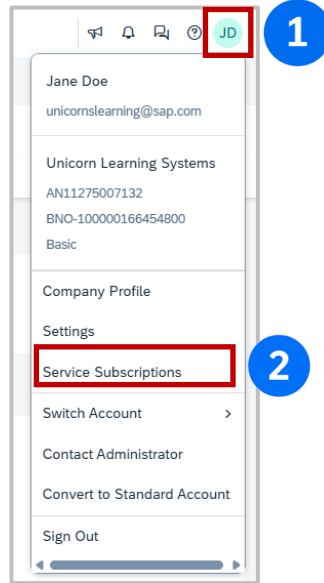 JD
1
Jane Doe
unicornslearning@sap.com
Unicorn Learning Systems
AN11275007132
BNO-100000166454800
Basic
Company Profile
Settings
Service Subscriptions
2
Switch Account
Contact Administrator
Convert to Standard Account
Sign Out